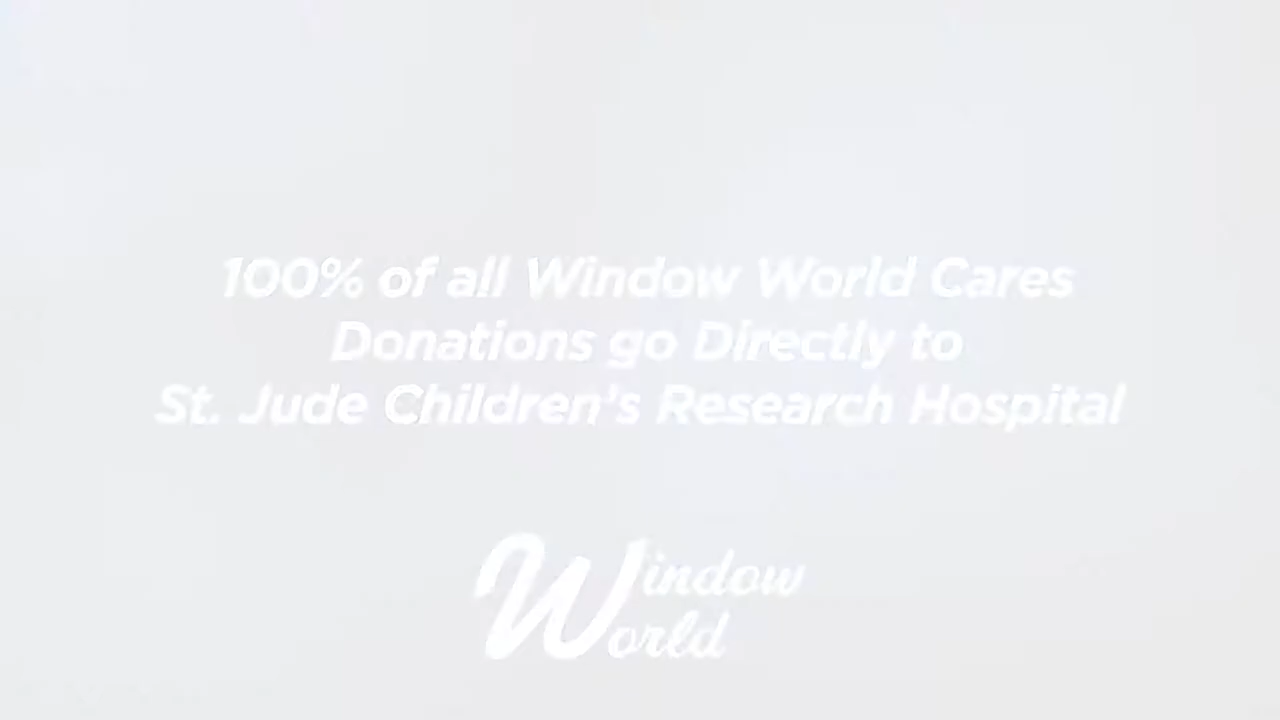 100% of all Window World Cares
Donations go Directly to
St. Jude Children's Research Hospital
Window
World